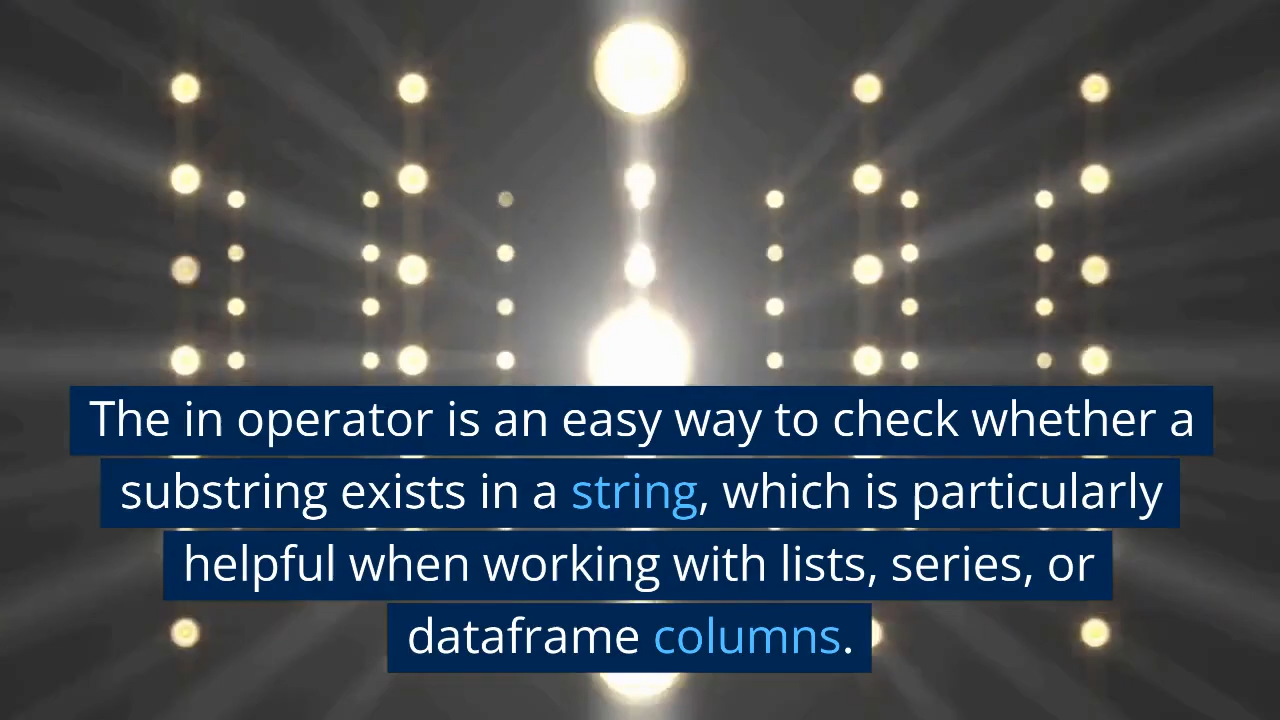 The in operator is an easy way to check whether a
substring exists in a string, which is particularly
helpful when working with lists, series, or
dataframe columns.